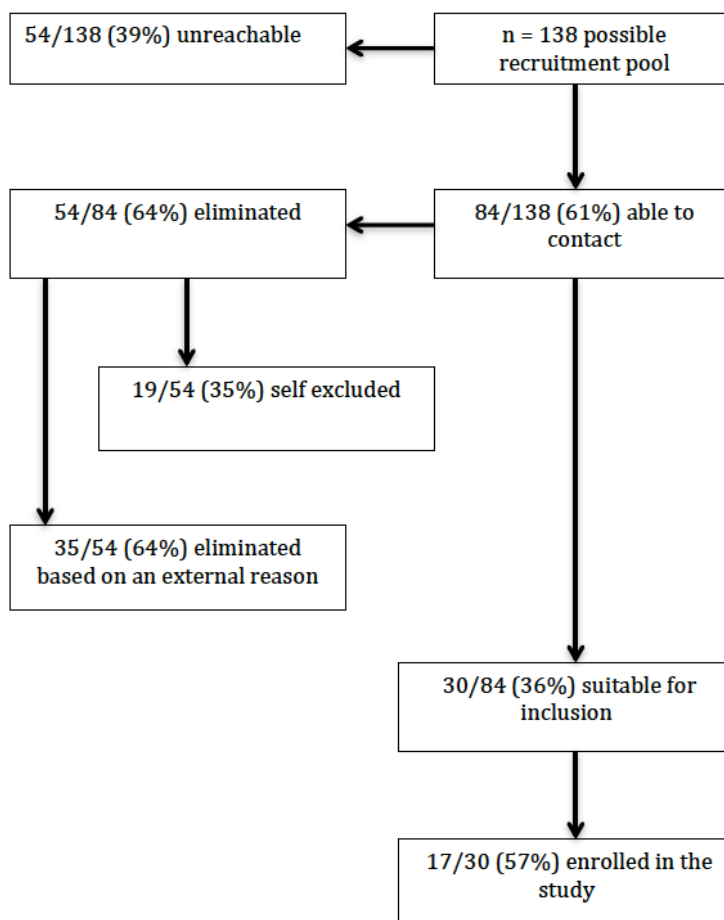 54/138 (39%) unreachable
n = 138 possible
recruitment pool
54/84 (64%) eliminated
84/138 (61%) able to
contact
19/54 (35%) self excluded
35/54 (64%) eliminated
based on an external reason
30/84 (36%) suitable for
inclusion
17/30 (57%) enrolled in the
study